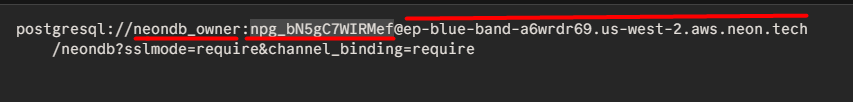 postgresql://neondb_owner:npg_bN5gC7WIRMef@ep-blue-band-a6wrdr69.us-west-2.aws.neon.tech
/neondb?sslmode=require&channel_binding=require